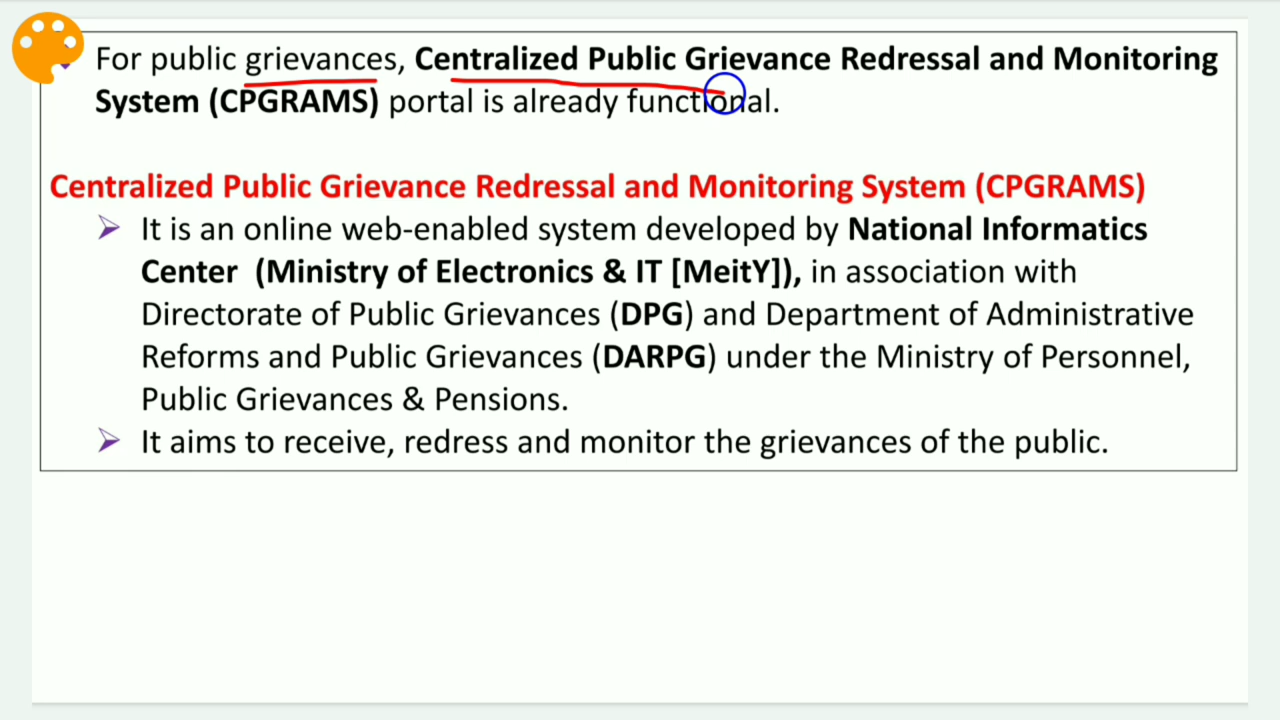 For public grievances, Centralized Public Grievance Redressal and Monitoring
System (CPGRAMS) portal is already functional.
Centralized Public Grievance Redressal and Monitoring System (CPGRAMS)
It is an online web-enabled system developed by National Informatics
Center (Ministry of Electronics & IT [MeitY]), in association with
Directorate of Public Grievances (DPG) and Department of Administrative
Reforms and Public Grievances (DARPG) under the Ministry of Personnel,
Public Grievances & Pensions.
It aims to receive, redress and monitor the grievances of the public.